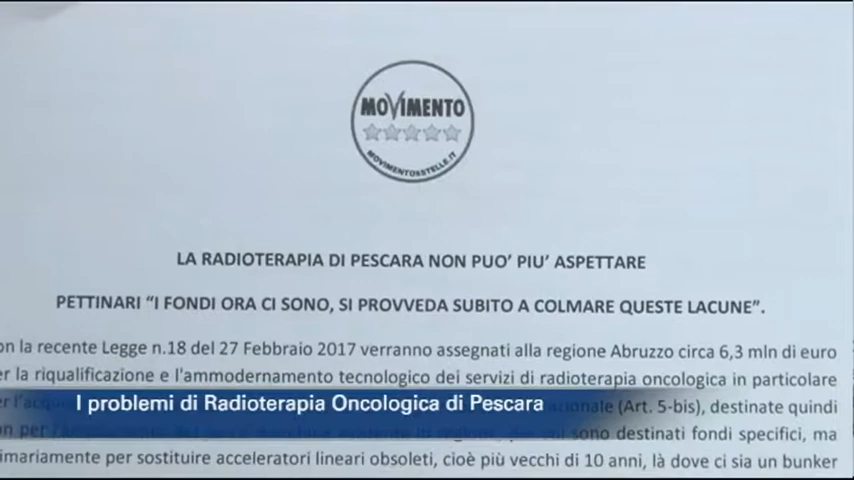 MOVIMENTO
MOVIMENTO5STELLE.IT
LA RADIOTERAPIA DI PESCARA NON PUO' PIU' ASPETTARE
PETTINARI “I FONDI ORA CI SONO, SI PROVVEDA SUBITO A COLMARE QUESTE LACUNE”.
la recente Legge n.18 del 27 Febbraio 2017 verranno assegnati alla regione Abruzzo circa 6,3 mln di euro
la riqualificazione e l'ammodernamento tecnologico dei servizi di radioterapia oncologica in particolare
I problemi di Radioterapia Oncologica di Pescara
(Art. 5-bis), destinate quindi
sono destinati fondi specifici, ma
per sostituire acceleratori lineari obsoleti, cioè più vecchi di 10 anni, là dove ci sia un bunker